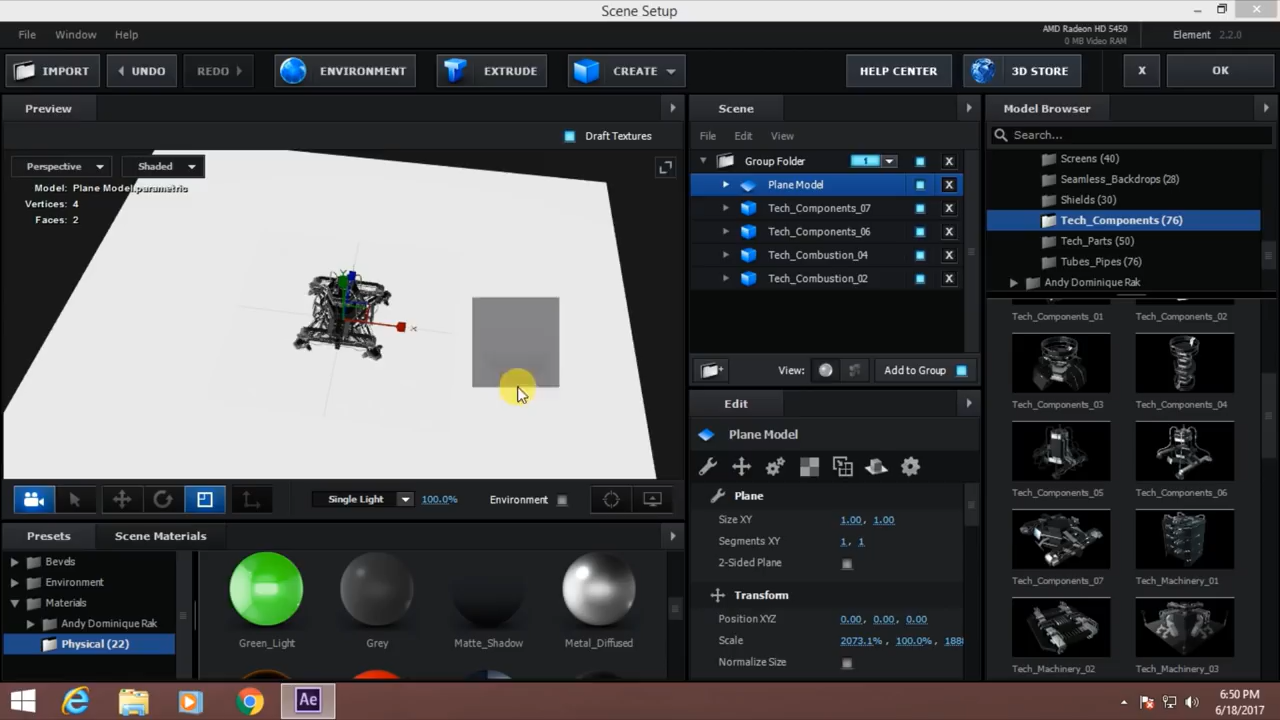 Scene Setup
File Window Help
AMD Radeon HD 5450
0 MB Video RAM
Element 2.2.0
IMPORT UNDO REDO ENVIRONMENT EXTRUDE CREATE HELP CENTER 3D STORE X OK
Preview
Draft Textures
Perspective Shaded
Model: Plane Model.parametric
Vertices: 4
Faces: 2
Single Light 100.0% Environment
Scene
File Edit View
Group Folder 1 X
Plane Model X
Tech_Components_07 X
Tech_Components_06 X
Tech_Combustion_04 X
Tech_Combustion_02 X
View: Add to Group
Edit
Plane Model
Plane
Size XY 1.00, 1.00
Segments XY 1, 1
2-Sided Plane
Transform
Position XYZ 0.00, 0.00, 0.00
Scale 2073.1%, 100.0%, 188
Normalize Size
Model Browser
Search...
Screens (40)
Seamless_Backdrops (28)
Shields (30)
Tech_Components (76)
Tech_Parts (50)
Tubes_Pipes (76)
Andy Dominique Rak
Tech_Components_01 Tech_Components_02
Tech_Components_03 Tech_Components_04
Tech_Components_05 Tech_Components_06
Tech_Components_07 Tech_Machinery_01
Tech_Machinery_02 Tech_Machinery_03
Presets Scene Materials
Bevels
Environment
Materials
Andy Dominique Rak
Physical (22)
Green_Light Grey Matte_Shadow Metal_Diffused
Ae
6:50 PM
6/18/2017